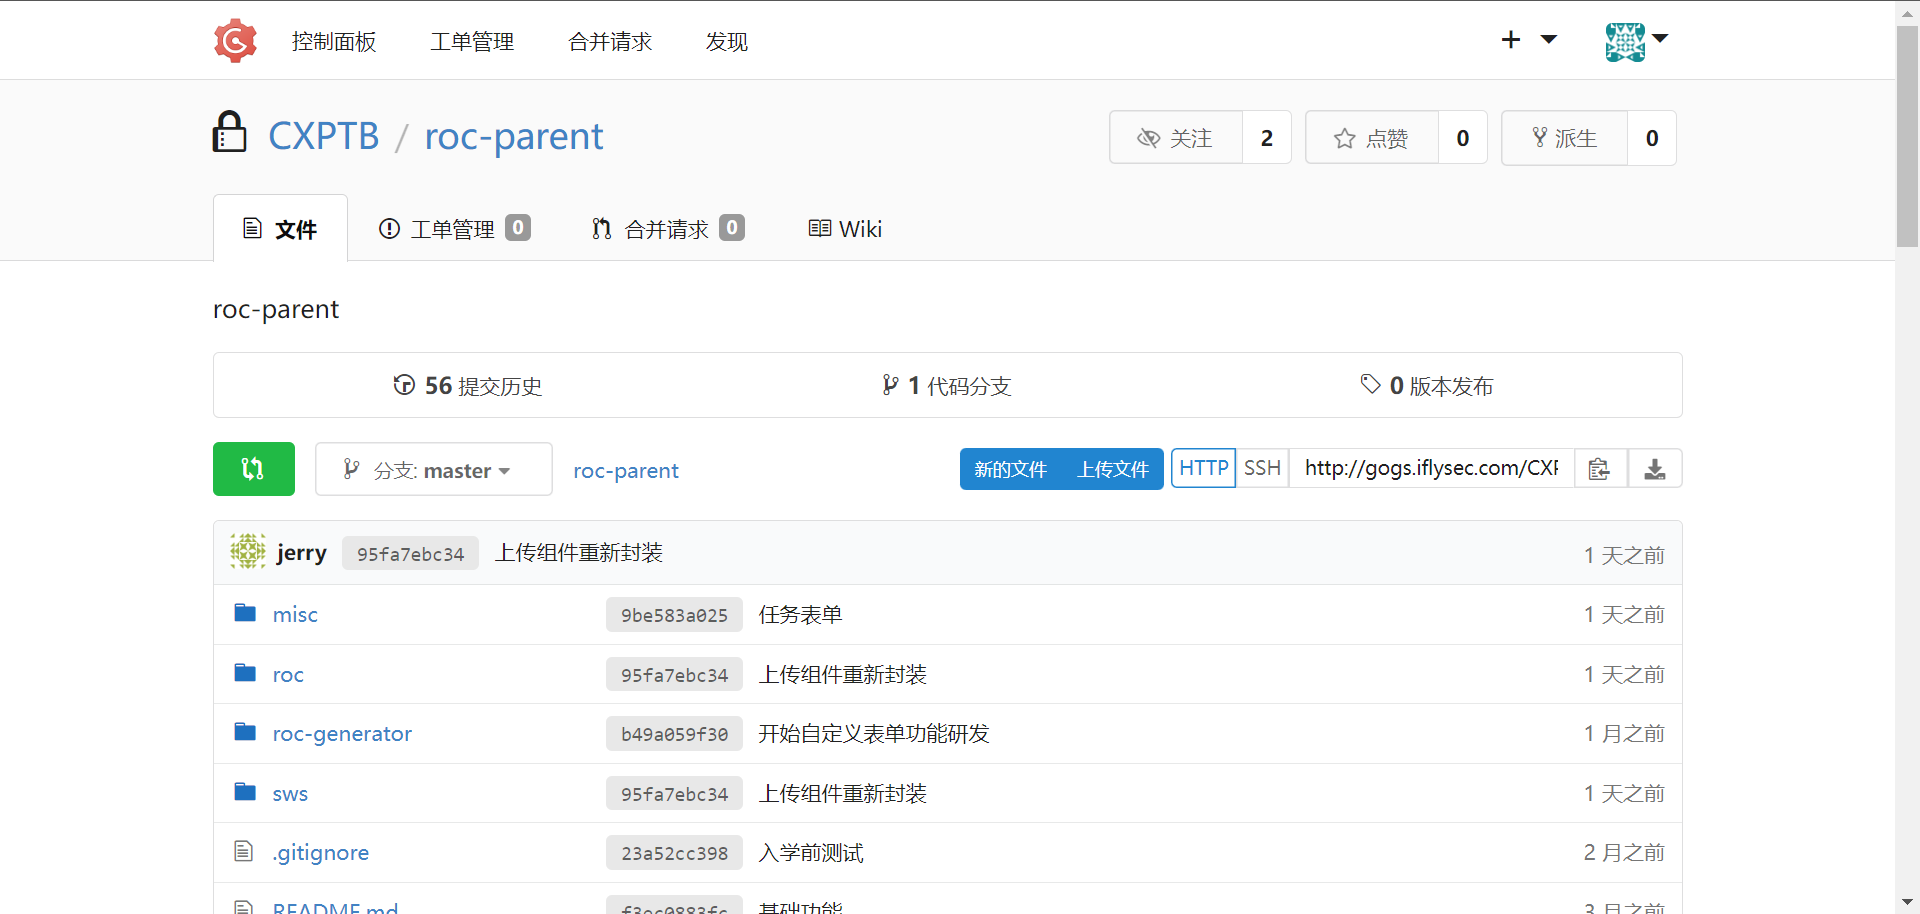 控制面板 工单管理 合并请求 发现
CXPTB / roc-parent 关注 2 点赞 0 派生 0
文件 工单管理 0 合并请求 0 Wiki
roc-parent
56 提交历史 1 代码分支 0 版本发布
分支: master roc-parent 新的文件 上传文件 HTTP SSH http://gogs.iflysec.com/CXP
jerry 95fa7ebc34 上传组件重新封装 1 天之前
misc 9be583a025 任务表单 1 天之前
roc 95fa7ebc34 上传组件重新封装 1 天之前
roc-generator b49a059f30 开始自定义表单功能研发 1 月之前
sws 95fa7ebc34 上传组件重新封装 1 天之前
.gitignore 23a52cc398 入学前测试 2 月之前
README.md f3ec0883fc 基础功能 3 月之前